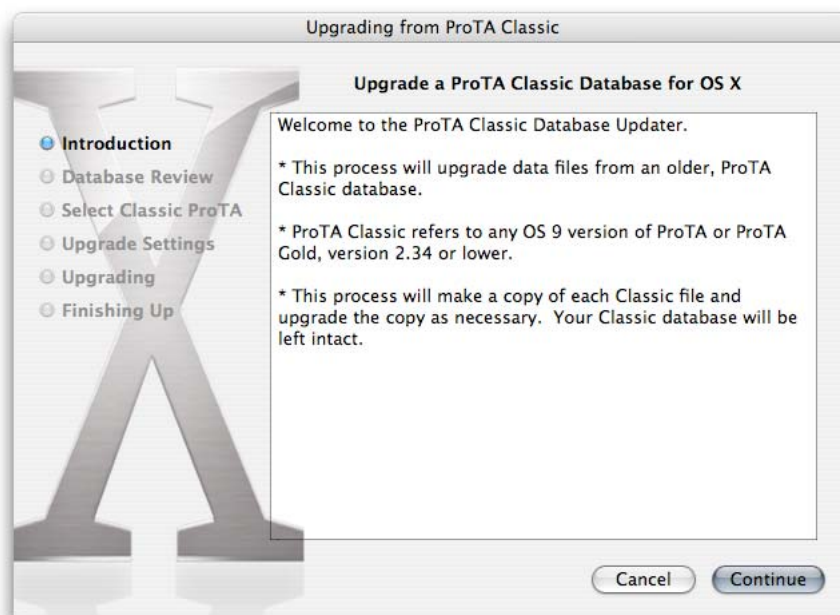 Upgrading from ProTA Classic
Upgrade a ProTA Classic Database for OS X
Introduction
Database Review
Select Classic ProTA
Upgrade Settings
Upgrading
Finishing Up
Welcome to the ProTA Classic Database Updater.
* This process will upgrade data files from an older, ProTA
Classic database.
* ProTA Classic refers to any OS 9 version of ProTA or ProTA
Gold, version 2.34 or lower.
* This process will make a copy of each Classic file and
upgrade the copy as necessary.  Your Classic database will be
left intact.
Cancel
Continue